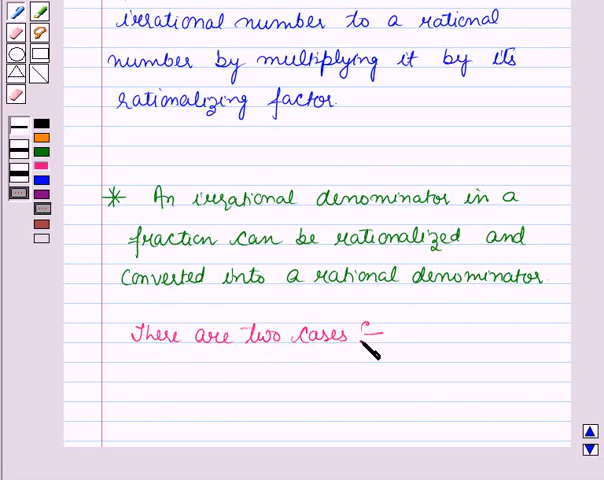 irrational number to a rational
number by multiplying it by its
rationalizing factor.
* An irrational denominator in a
fraction can be rationalized and
converted into a rational denominator.
There are two cases :-